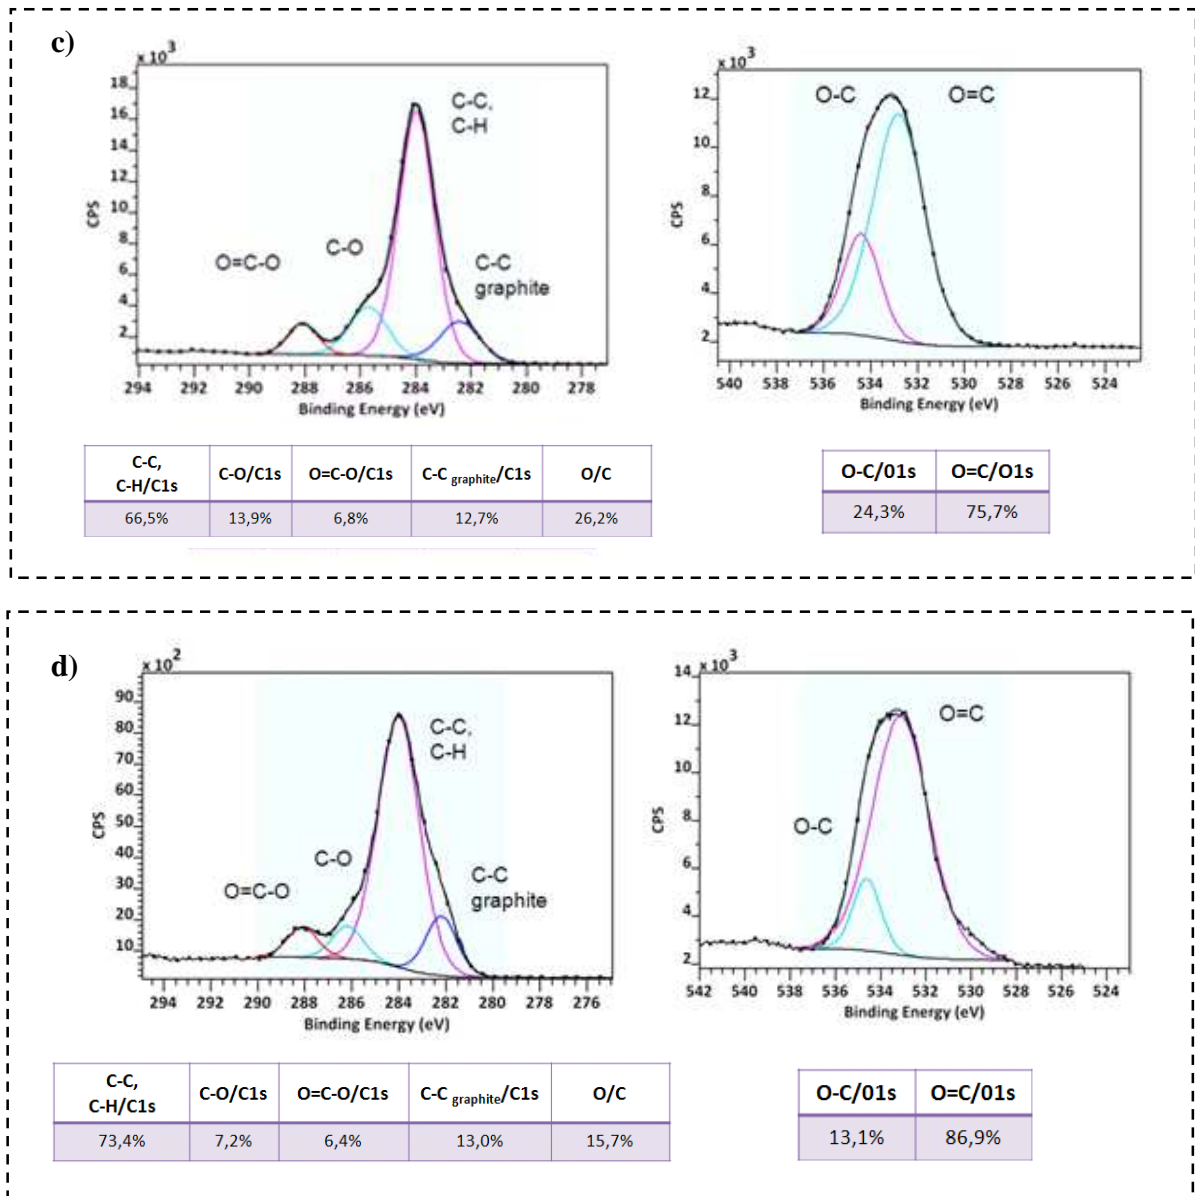 c)
x 10³
18
16
14
12
10
8
6
4
2
CPS
O=C-O
C-O
C-C,
C-H
C-C
graphite
294 292 290 288 286 284 282 280 278
Binding Energy (eV)
x 10³
12
10
8
6
4
2
CPS
O-C
O=C
540 538 536 534 532 530 528 526 524
Binding Energy (eV)
C-C,
C-H/C1s C-O/C1s O=C-O/C1s C-C graphite/C1s O/C
66,5% 13,9% 6,8% 12,7% 26,2%
O-C/01s O=C/O1s
24,3% 75,7%
d)
x 10²
90
80
70
60
50
40
30
20
10
CPS
O=C-O
C-O
C-C,
C-H
C-C
graphite
294 292 290 288 286 284 282 280 278 276
Binding Energy (eV)
x 10³
14
12
10
8
6
4
2
CPS
O-C
O=C
542 540 538 536 534 532 530 528 526 524
Binding Energy (eV)
C-C,
C-H/C1s C-O/C1s O=C-O/C1s C-C graphite/C1s O/C
73,4% 7,2% 6,4% 13,0% 15,7%
O-C/01s O=C/01s
13,1% 86,9%